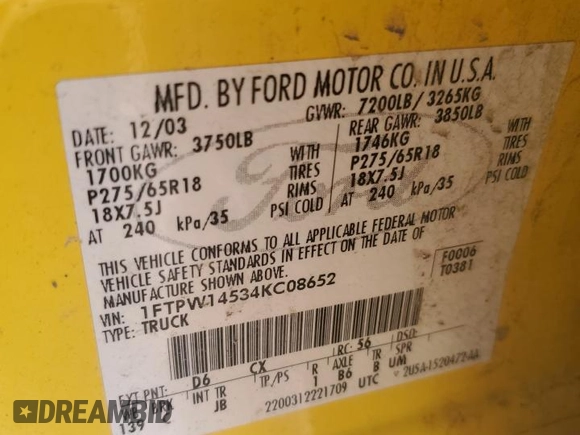 MFD. BY FORD MOTOR CO. IN U.S.A.
DATE: 12/03 GVWR: 7200LB/ 3265KG
FRONT GAWR: 3750LB REAR GAWR: 3850LB
1700KG 1746KG
P275/65R18 TIRES P275/65R18 TIRES
18X7.5J RIMS 18X7.5J RIMS
AT 240 kPa/35 PSI COLD AT 240 kPa/35 PSI COLD
THIS VEHICLE CONFORMS TO ALL APPLICABLE FEDERAL MOTOR
VEHICLE SAFETY STANDARDS IN EFFECT ON THE DATE OF
MANUFACTURE SHOWN ABOVE.
F0006
T0381
VIN: 1FTPW14534KC08652
TYPE: TRUCK
EXT PNT: D6 CX RC: 56 DSO:
INT TR TP/PS R AXLE TR SPR
139 JB 1 B6 B UM
2200312221709 UTC 2U5A-1520472-AA
Ford
DREAMBID